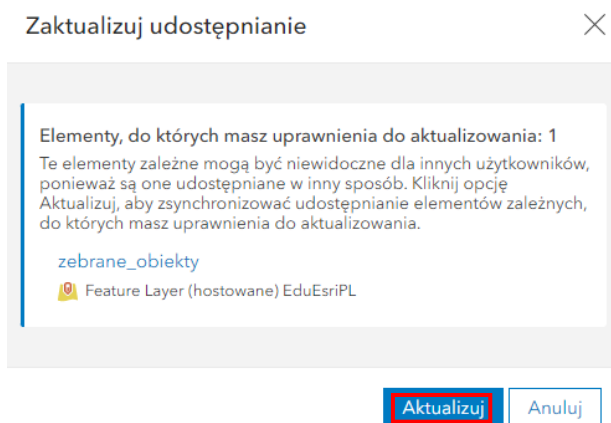 Zaktualizuj udostępnianie
Elementy, do których masz uprawnienia do aktualizowania: 1
Te elementy zależne mogą być niewidoczne dla innych użytkowników,
ponieważ są one udostępniane w inny sposób. Kliknij opcję
Aktualizuj, aby zsynchronizować udostępnianie elementów zależnych,
do których masz uprawnienia do aktualizowania.
zebrane_obiekty
Feature Layer (hostowane) EduEsriPL
Aktualizuj Anuluj